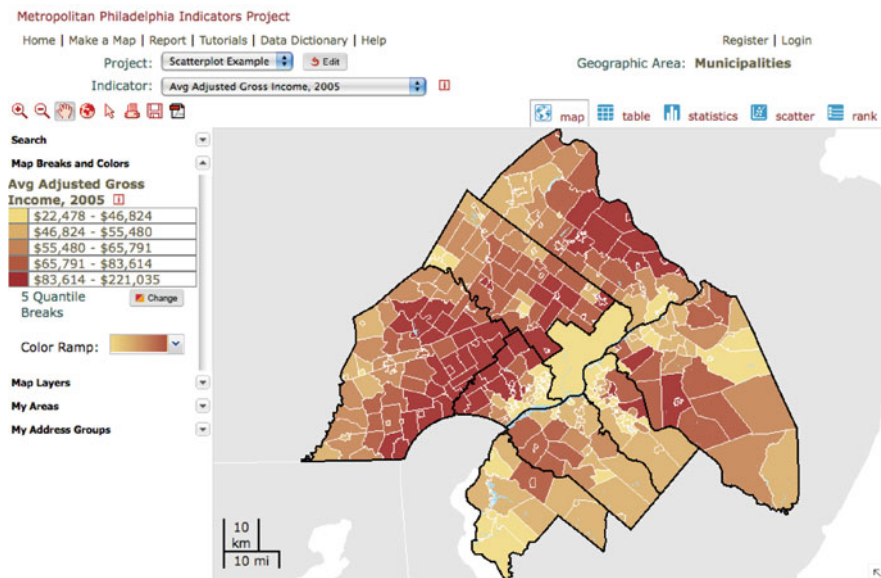 Metropolitan Philadelphia Indicators Project
Home | Make a Map | Report | Tutorials | Data Dictionary | Help
Register | Login
Project: Scatterplot Example Edit
Geographic Area: Municipalities
Indicator: Avg Adjusted Gross Income, 2005
map table statistics scatter rank
Search
Map Breaks and Colors
Avg Adjusted Gross
Income, 2005
$22,478 - $46,824
$46,824 - $55,480
$55,480 - $65,791
$65,791 - $83,614
$83,614 - $221,035
5 Quantile
Breaks
Change
Color Ramp:
Map Layers
My Areas
My Address Groups
10
km
10 mi